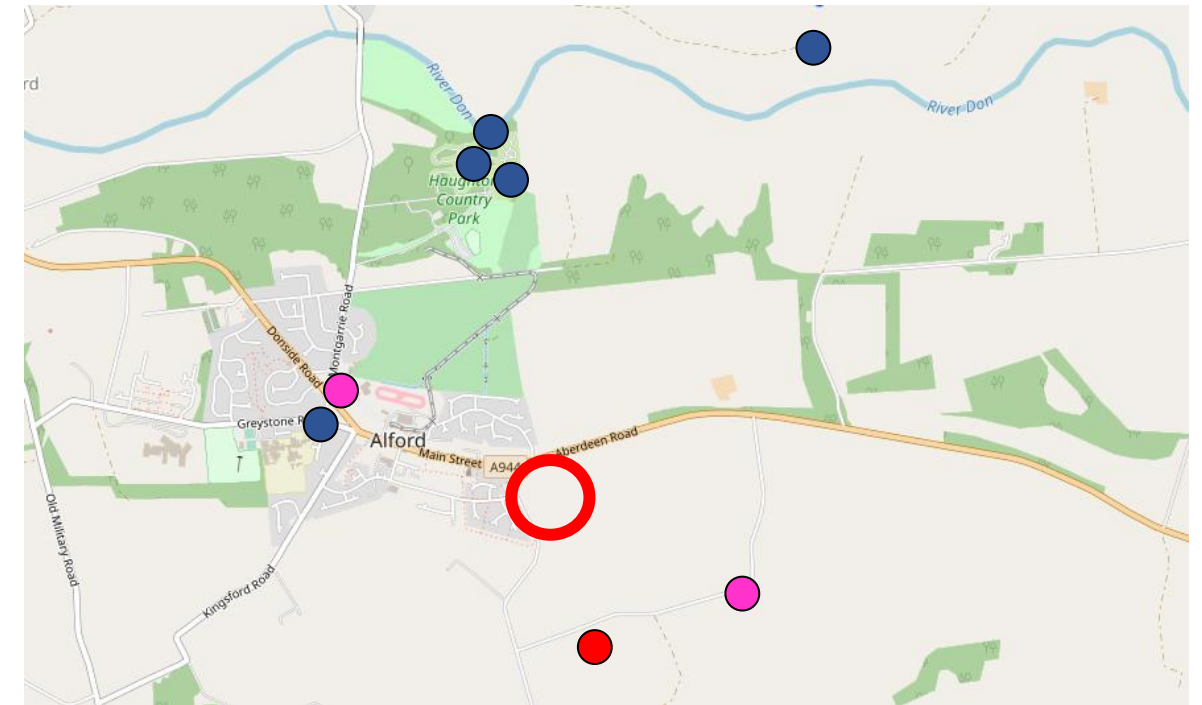 rd
River Don
River Don
Haughton
Country
Park
Montgarrie Road
Donside Road
Greystone R
Alford
Main Street
A944
Aberdeen Road
Old Military Road
Kingsford Road